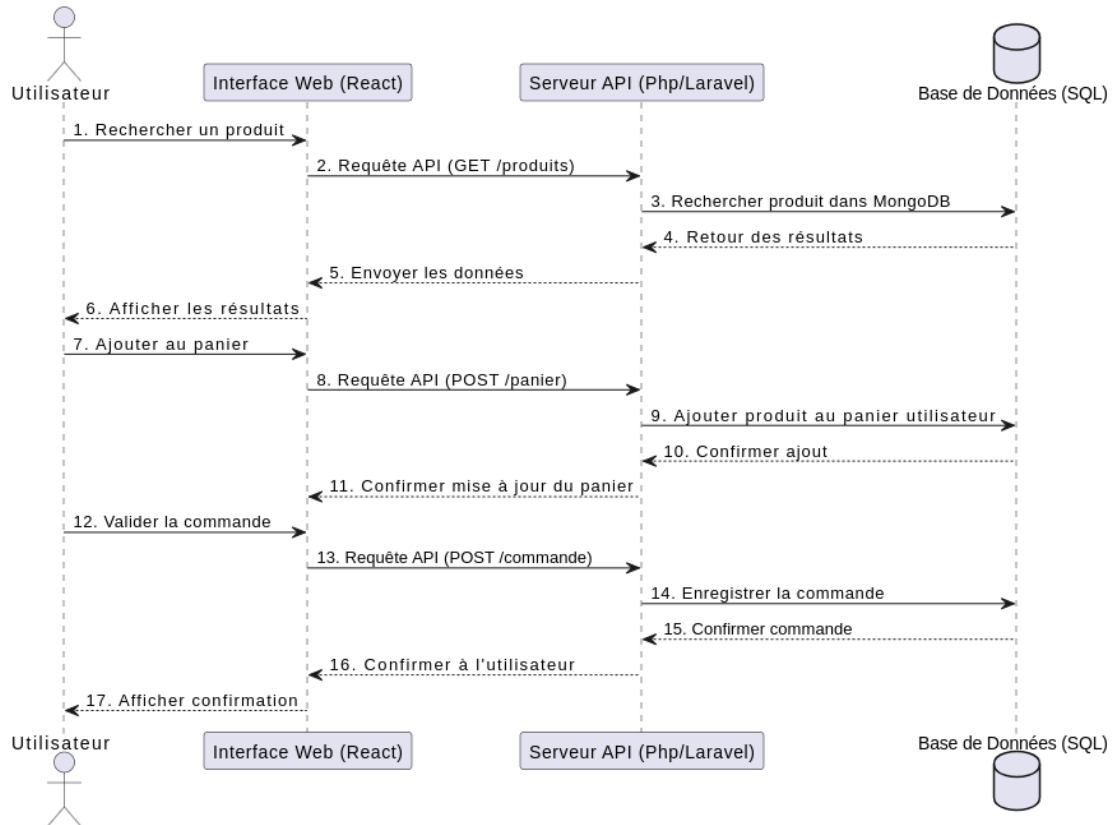 Utilisateur
Interface Web (React)
Serveur API (Php/Laravel)
Base de Données (SQL)
1. Rechercher un produit
2. Requête API (GET /produits)
3. Rechercher produit dans MongoDB
4. Retour des résultats
5. Envoyer les données
6. Afficher les résultats
7. Ajouter au panier
8. Requête API (POST /panier)
9. Ajouter produit au panier utilisateur
10. Confirmer ajout
11. Confirmer mise à jour du panier
12. Valider la commande
13. Requête API (POST /commande)
14. Enregistrer la commande
15. Confirmer commande
16. Confirmer à l'utilisateur
17. Afficher confirmation
Utilisateur
Interface Web (React)
Serveur API (Php/Laravel)
Base de Données (SQL)